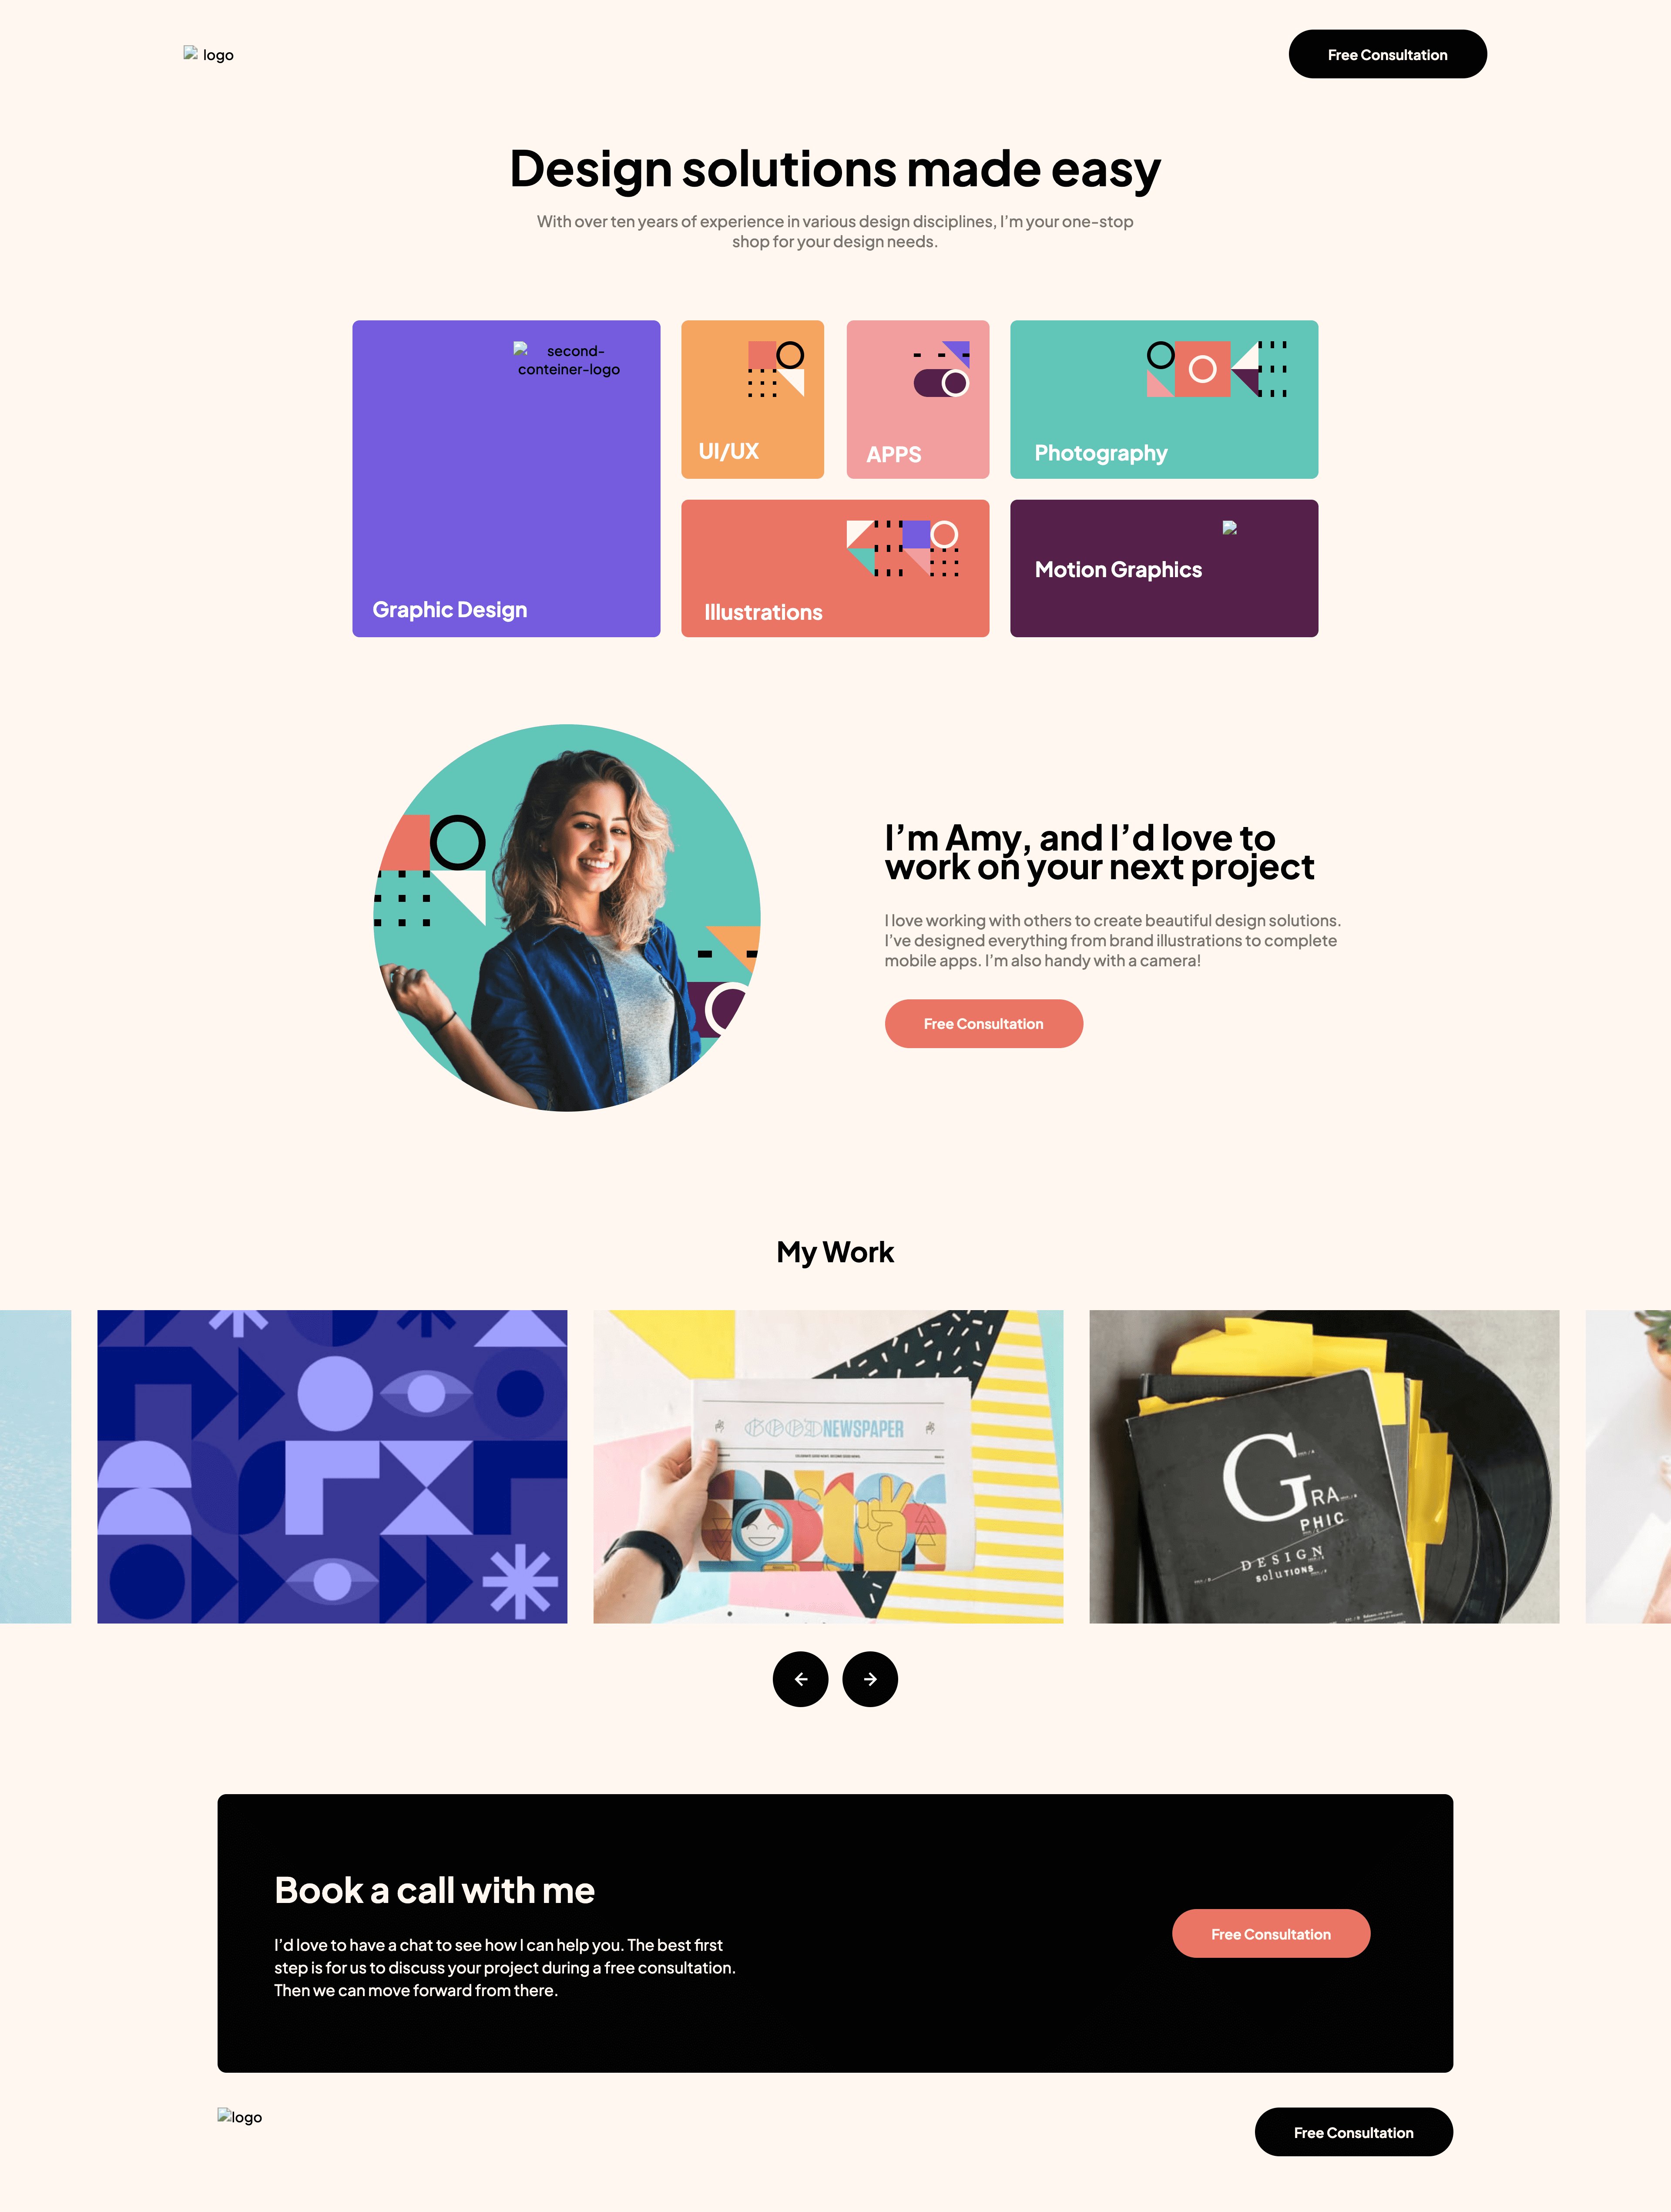 logo
Free Consultation
Design solutions made easy
With over ten years of experience in various design disciplines, I’m your one-stop
shop for your design needs.
second-
conteiner-logo
Graphic Design
UI/UX
APPS
Photography
Illustrations
Motion Graphics
I’m Amy, and I’d love to
work on your next project
I love working with others to create beautiful design solutions.
I’ve designed everything from brand illustrations to complete
mobile apps. I’m also handy with a camera!
Free Consultation
My Work
GOOD NEWSPAPER
GRA
PHIC
DESIGN
SoluTIONS
Book a call with me
I’d love to have a chat to see how I can help you. The best first
step is for us to discuss your project during a free consultation.
Then we can move forward from there.
Free Consultation
logo
Free Consultation